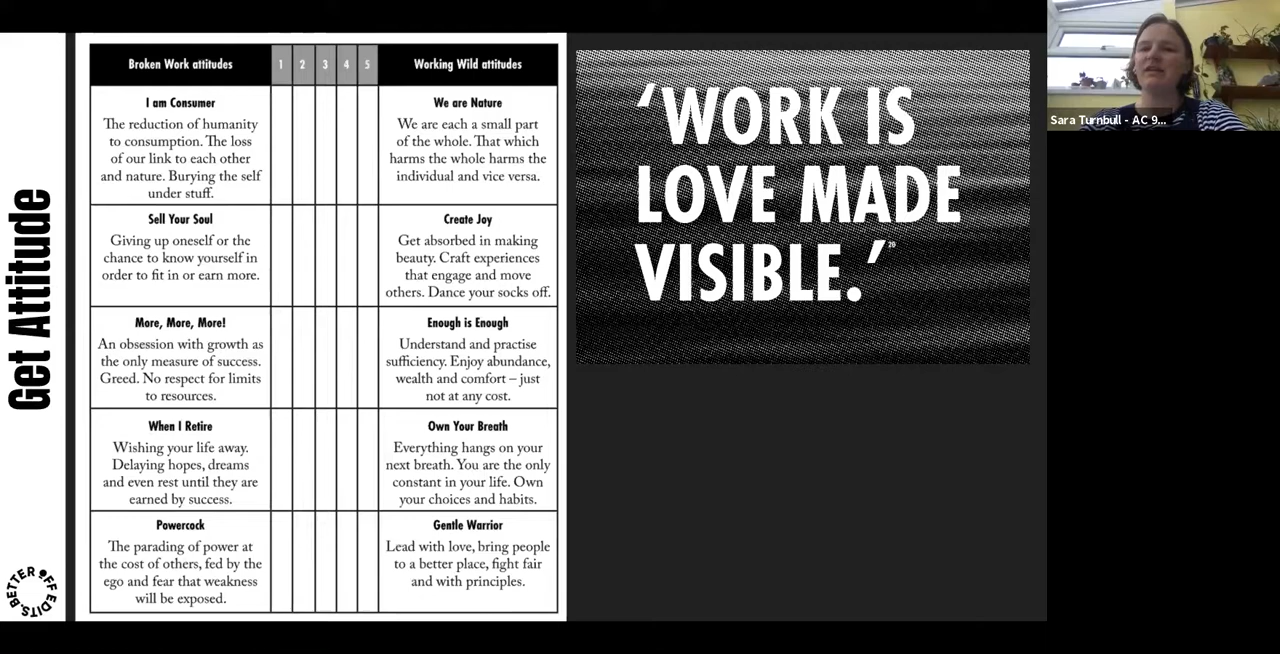 Get Attitude
BETTER OFF EDITS.
Broken Work attitudes
1
2
3
4
5
Working Wild attitudes
I am Consumer
The reduction of humanity
to consumption. The loss
of our link to each other
and nature. Burying the self
under stuff.
We are Nature
We are each a small part
of the whole. That which
harms the whole harms the
individual and vice versa.
Sell Your Soul
Giving up oneself or the
chance to know yourself in
order to fit in or earn more.
Create Joy
Get absorbed in making
beauty. Craft experiences
that engage and move
others. Dance your socks off.
More, More, More!
An obsession with growth as
the only measure of success.
Greed. No respect for limits
to resources.
Enough is Enough
Understand and practise
sufficiency. Enjoy abundance,
wealth and comfort – just
not at any cost.
When I Retire
Wishing your life away.
Delaying hopes, dreams
and even rest until they are
earned by success.
Own Your Breath
Everything hangs on your
next breath. You are the only
constant in your life. Own
your choices and habits.
Powercock
The parading of power at
the cost of others, fed by the
ego and fear that weakness
will be exposed.
Gentle Warrior
Lead with love, bring people
to a better place, fight fair
and with principles.
‘WORK IS
LOVE MADE
VISIBLE.’20
Sara Turnbull - AC 9...